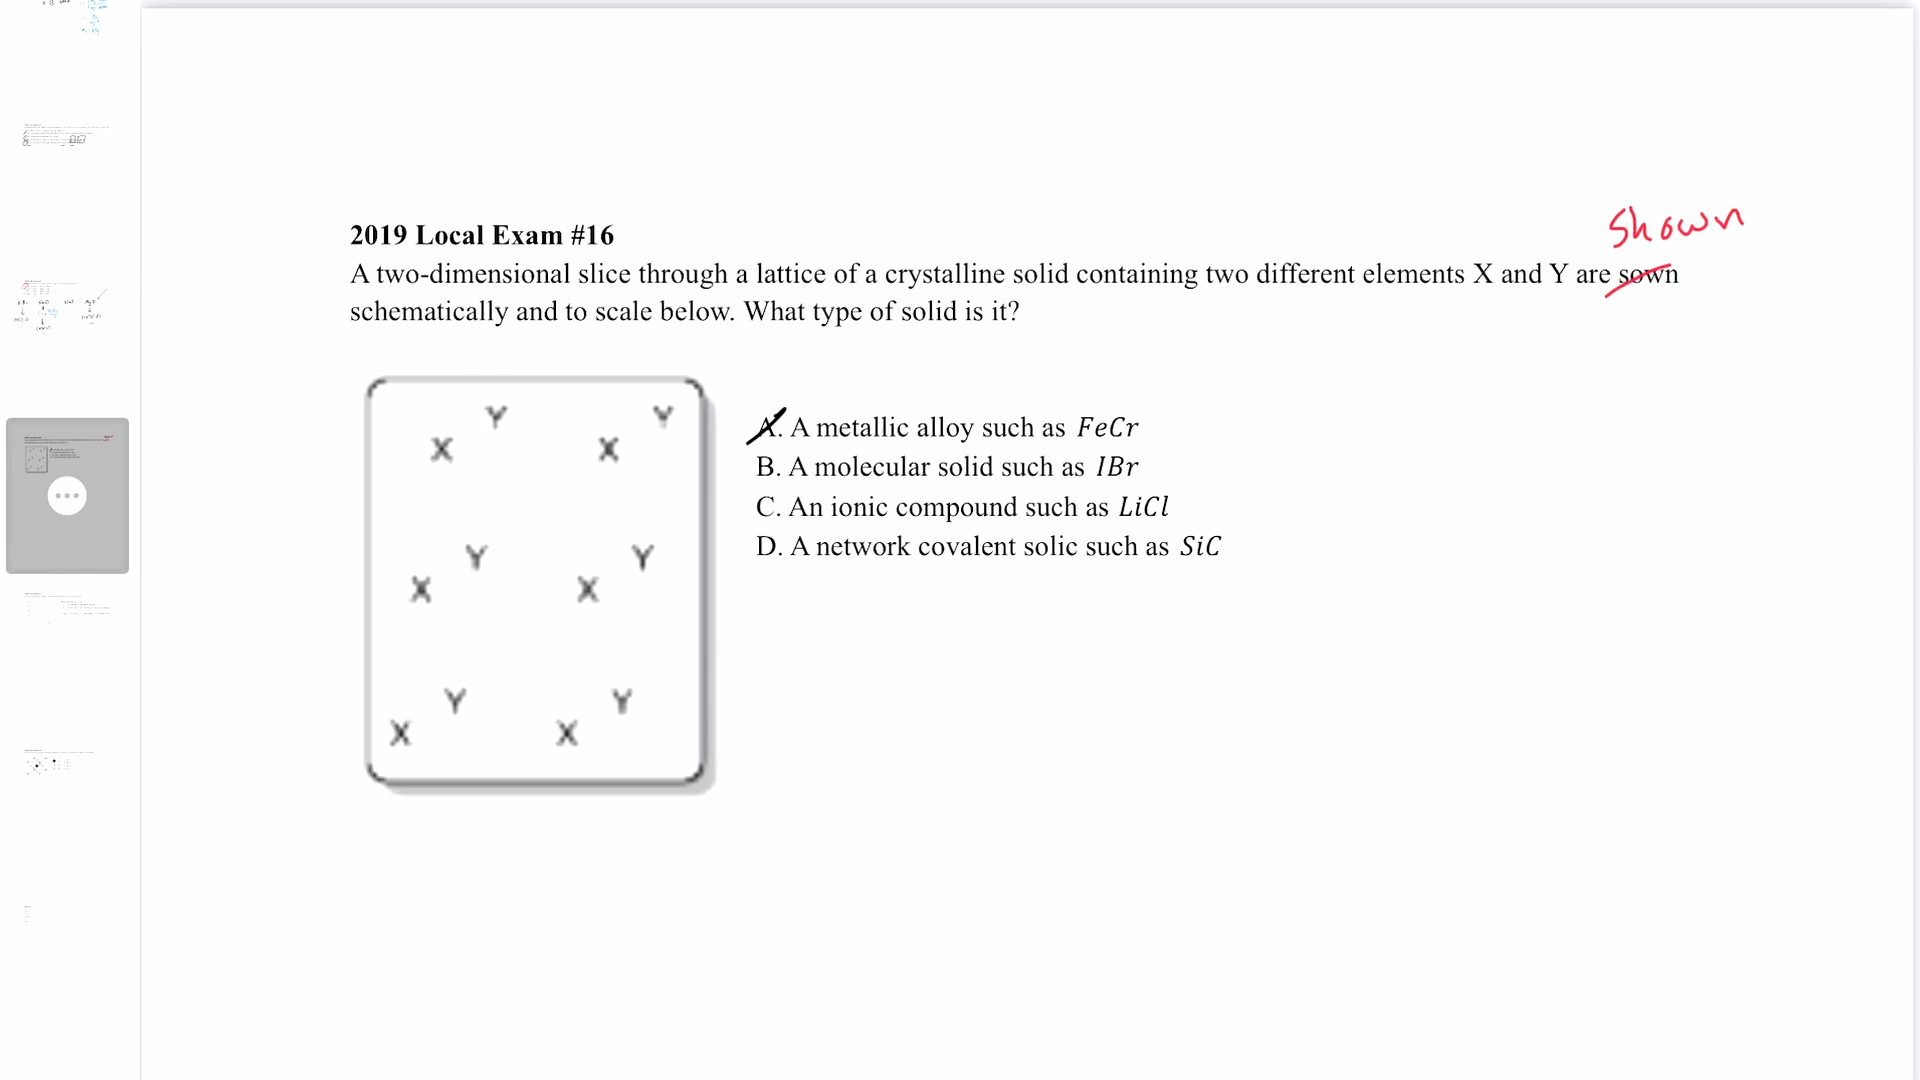 2019 Local Exam #16
Shown
A two-dimensional slice through a lattice of a crystalline solid containing two different elements X and Y are sown
schematically and to scale below. What type of solid is it?
Y Y
X X
Y Y
X X
Y Y
X X
A. A metallic alloy such as FeCr
B. A molecular solid such as IBr
C. An ionic compound such as LiCl
D. A network covalent solic such as SiC